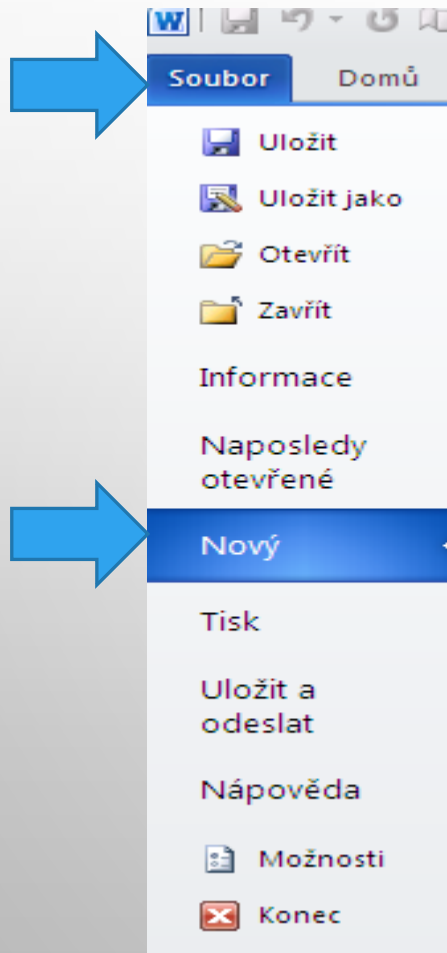 W
Soubor Domů
Uložit
Uložit jako
Otevřít
Zavřít
Informace
Naposledy
otevřené
Nový
Tisk
Uložit a
odeslat
Nápověda
Možnosti
Konec